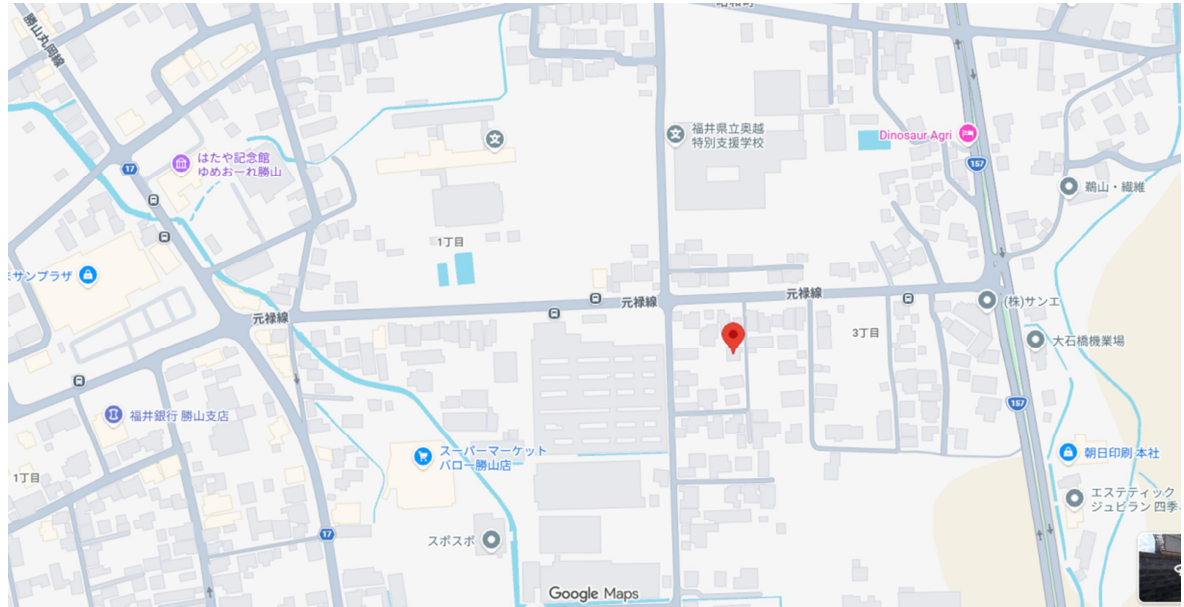 勝山丸岡線
17
はたや記念館
ゆめおーれ勝山
福井県立奥越
特別支援学校
Dinosaur Agri
157
鵜山・繊維
1丁目
サンプラザ
元禄線
元禄線
元禄線
(株)サンエ
3丁目
大石橋機業場
福井銀行 勝山支店
157
スーパーマーケット
バロー勝山店
朝日印刷 本社
1丁目
エステティック
ジュビラン 四季
17
スポスポ
Google Maps